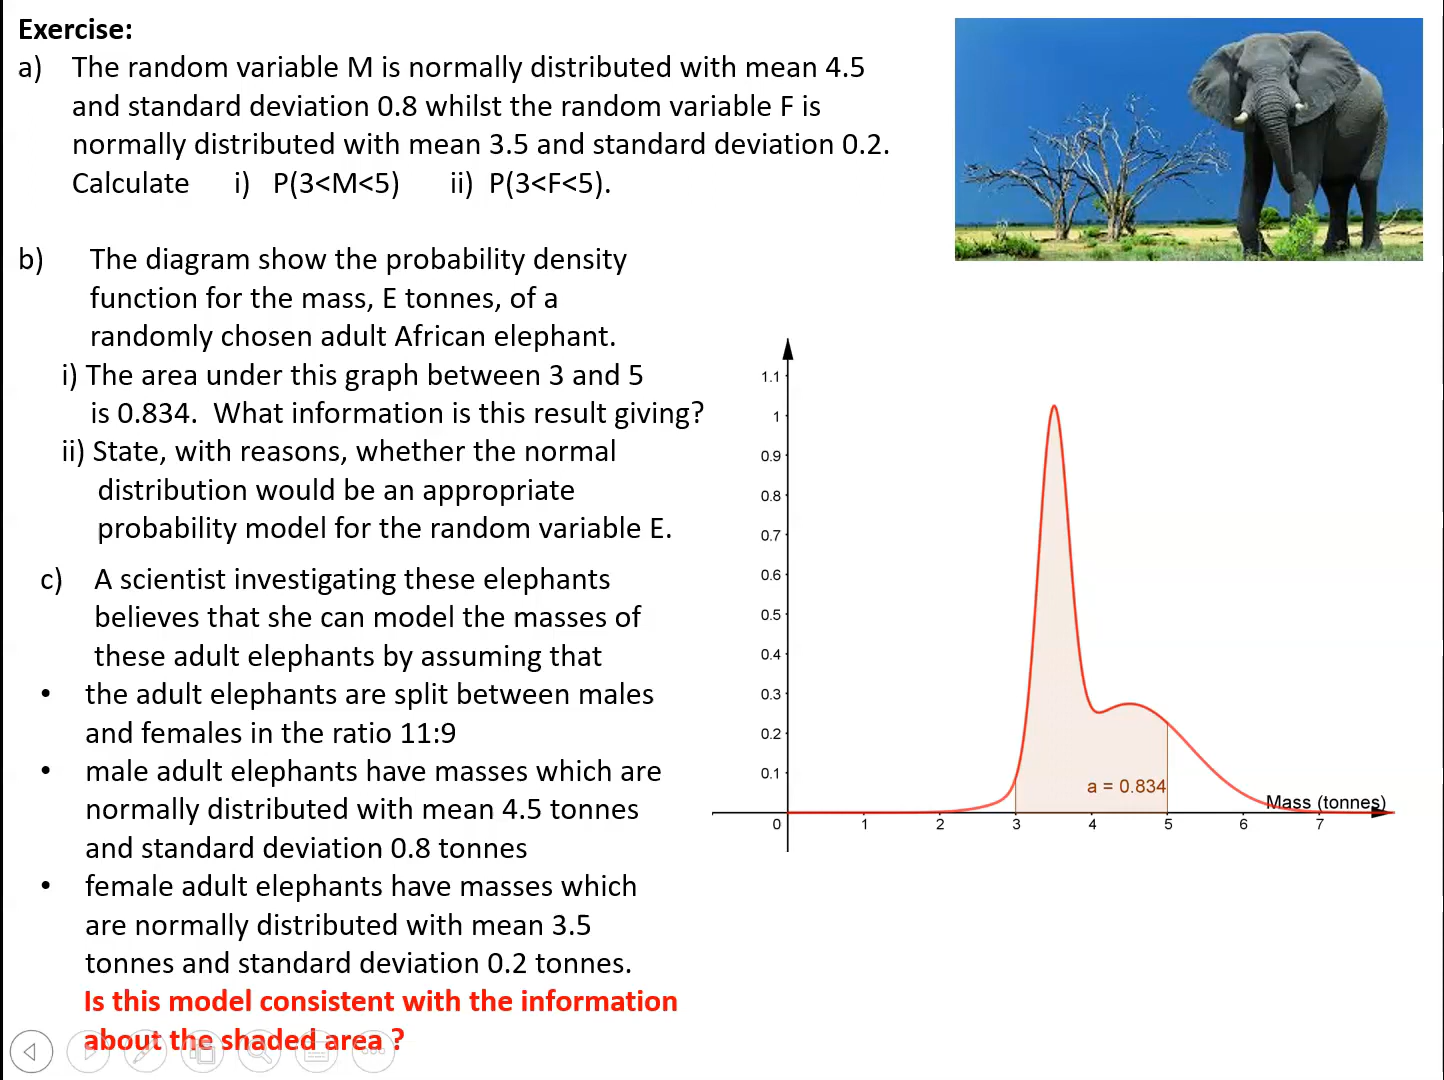 Exercise:
a) The random variable M is normally distributed with mean 4.5
and standard deviation 0.8 whilst the random variable F is
normally distributed with mean 3.5 and standard deviation 0.2.
Calculate i) P(3<M<5) ii) P(3<F<5).
b) The diagram show the probability density
function for the mass, E tonnes, of a
randomly chosen adult African elephant.
i) The area under this graph between 3 and 5
is 0.834. What information is this result giving?
ii) State, with reasons, whether the normal
distribution would be an appropriate
probability model for the random variable E.
c) A scientist investigating these elephants
believes that she can model the masses of
these adult elephants by assuming that
• the adult elephants are split between males
and females in the ratio 11:9
• male adult elephants have masses which are
normally distributed with mean 4.5 tonnes
and standard deviation 0.8 tonnes
• female adult elephants have masses which
are normally distributed with mean 3.5
tonnes and standard deviation 0.2 tonnes.
Is this model consistent with the information
about the shaded area ?
1.1
1
0.9
0.8
0.7
0.6
0.5
0.4
0.3
0.2
0.1
a = 0.834
Mass (tonnes)
0 1 2 3 4 5 6 7